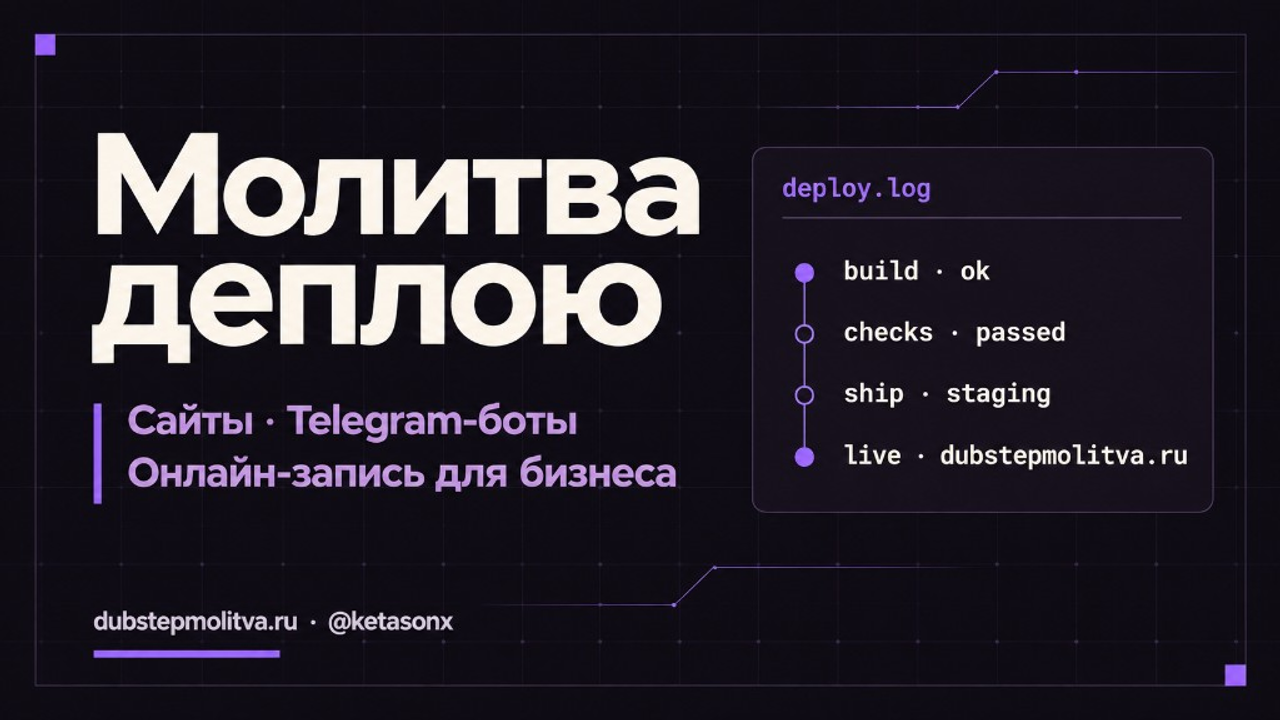 Молитва
деплою
Сайты · Telegram-боты
Онлайн-запись для бизнеса
dubstepmolitva.ru · @ketasonx
deploy.log
build · ok
checks · passed
ship · staging
live · dubstepmolitva.ru